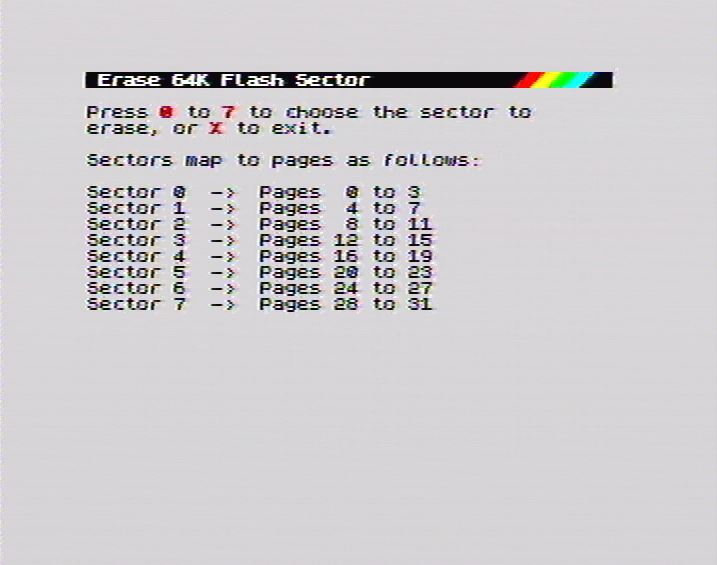 Erase 64K Flash Sector
Press 0 to 7 to choose the sector to
erase, or X to exit.
Sectors map to pages as follows:
Sector 0 -> Pages 0 to 3
Sector 1 -> Pages 4 to 7
Sector 2 -> Pages 8 to 11
Sector 3 -> Pages 12 to 15
Sector 4 -> Pages 16 to 19
Sector 5 -> Pages 20 to 23
Sector 6 -> Pages 24 to 27
Sector 7 -> Pages 28 to 31